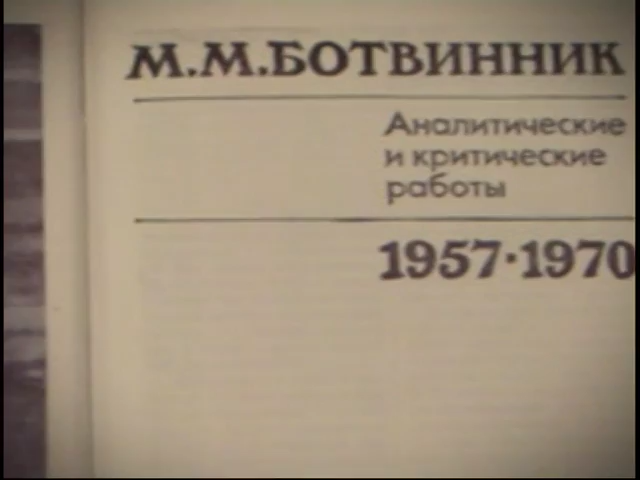 М.М.БОТВИННИК
Аналитические
и критические
работы
1957·1970